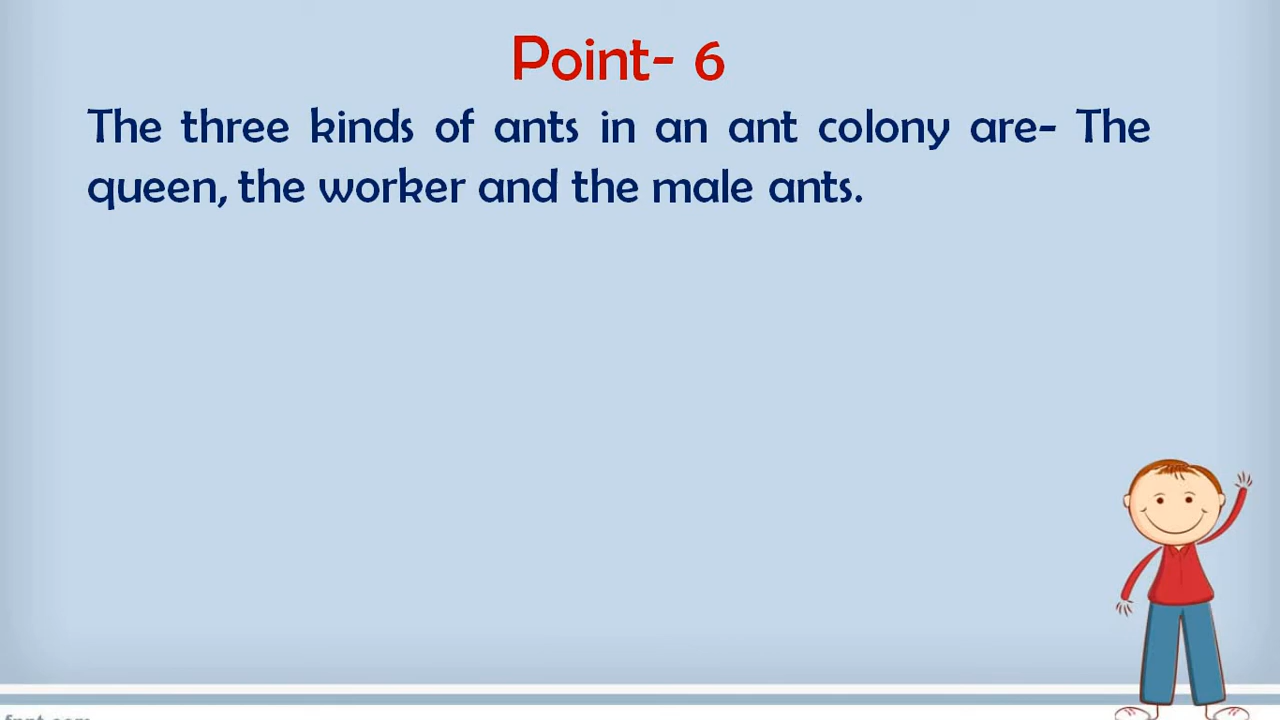 Point- 6
The three kinds of ants in an ant colony are- The
queen, the worker and the male ants.